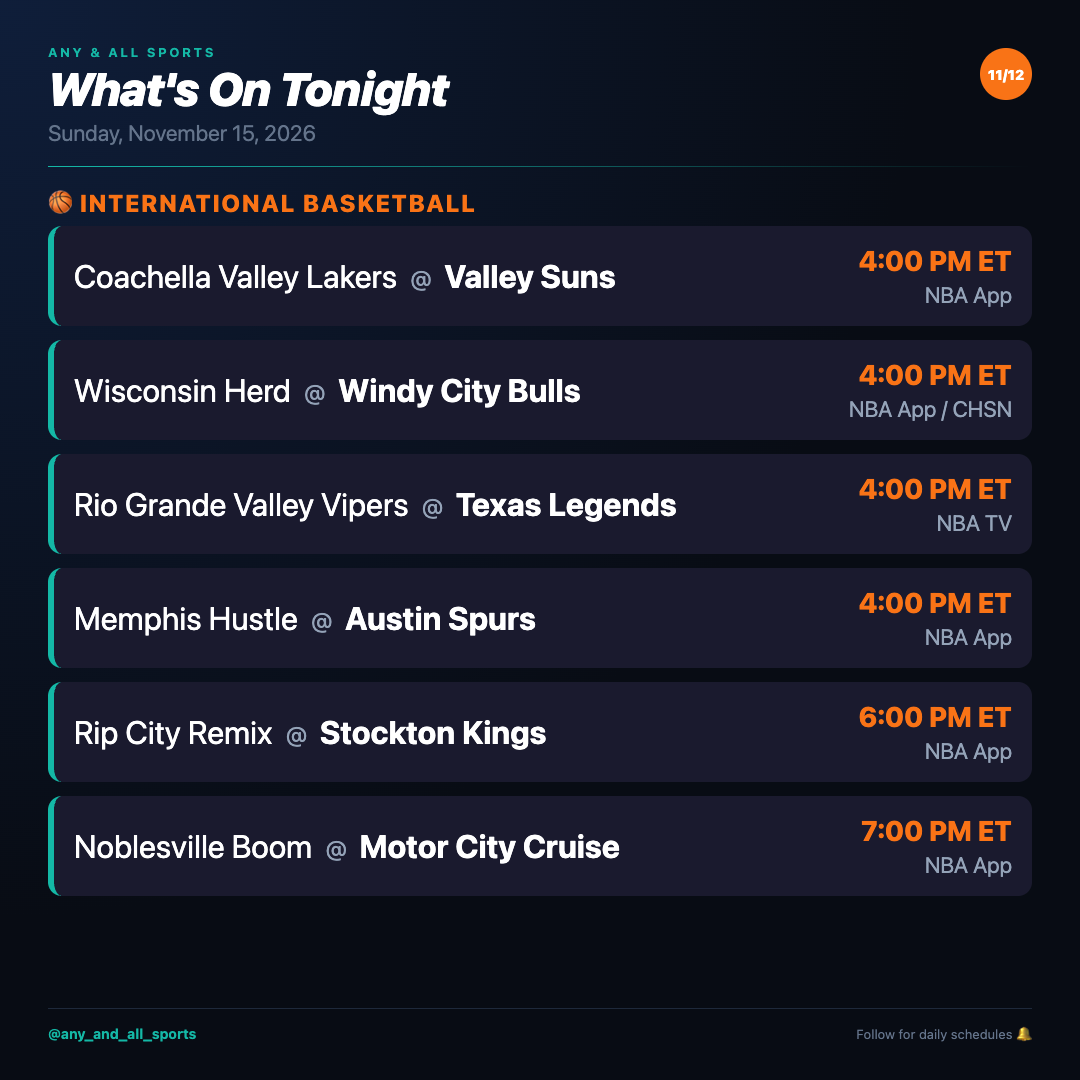 ANY & ALL SPORTS
What's On Tonight
11/12
Sunday, November 15, 2026
🏀 INTERNATIONAL BASKETBALL
Coachella Valley Lakers @ Valley Suns
4:00 PM ET
NBA App
Wisconsin Herd @ Windy City Bulls
4:00 PM ET
NBA App / CHSN
Rio Grande Valley Vipers @ Texas Legends
4:00 PM ET
NBA TV
Memphis Hustle @ Austin Spurs
4:00 PM ET
NBA App
Rip City Remix @ Stockton Kings
6:00 PM ET
NBA App
Noblesville Boom @ Motor City Cruise
7:00 PM ET
NBA App
@any_and_all_sports
Follow for daily schedules 🔔